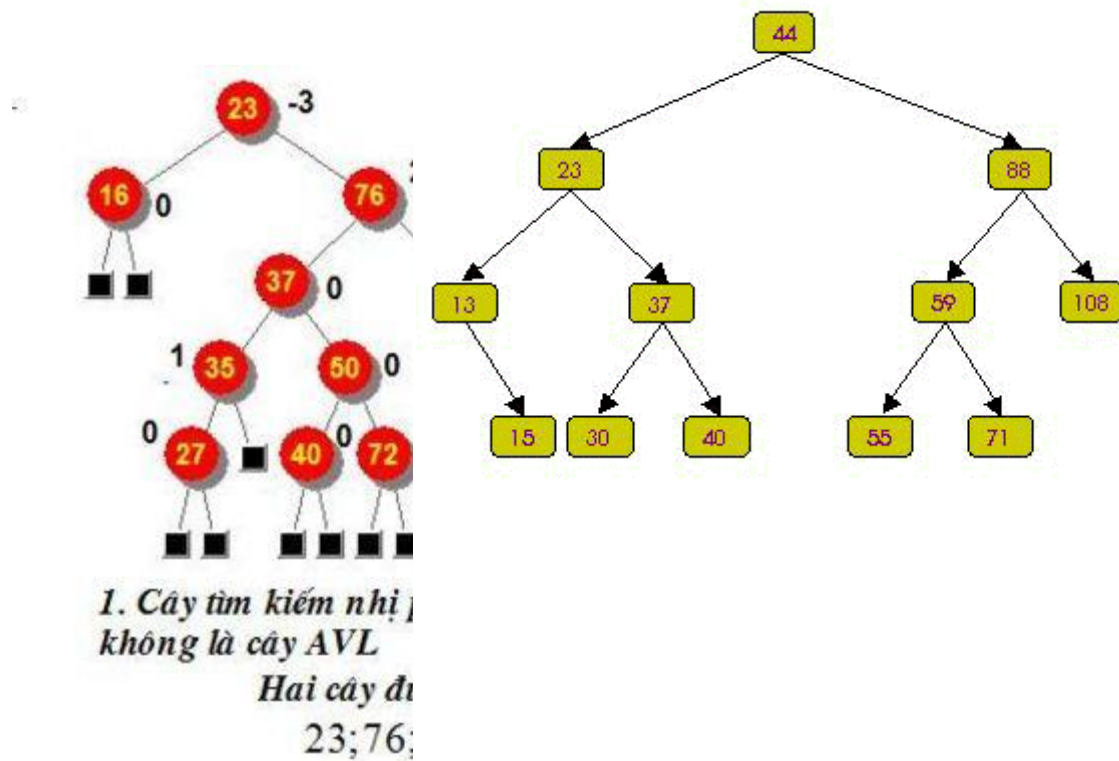 44
23 -3
23 88
16 0 76
37 0
13 37 59 108
1 35 50 0
0 27 40 0 72
15 30 40 55 71
1. Cây tìm kiếm nhị
không là cây AVL
Hai cây
23;76;